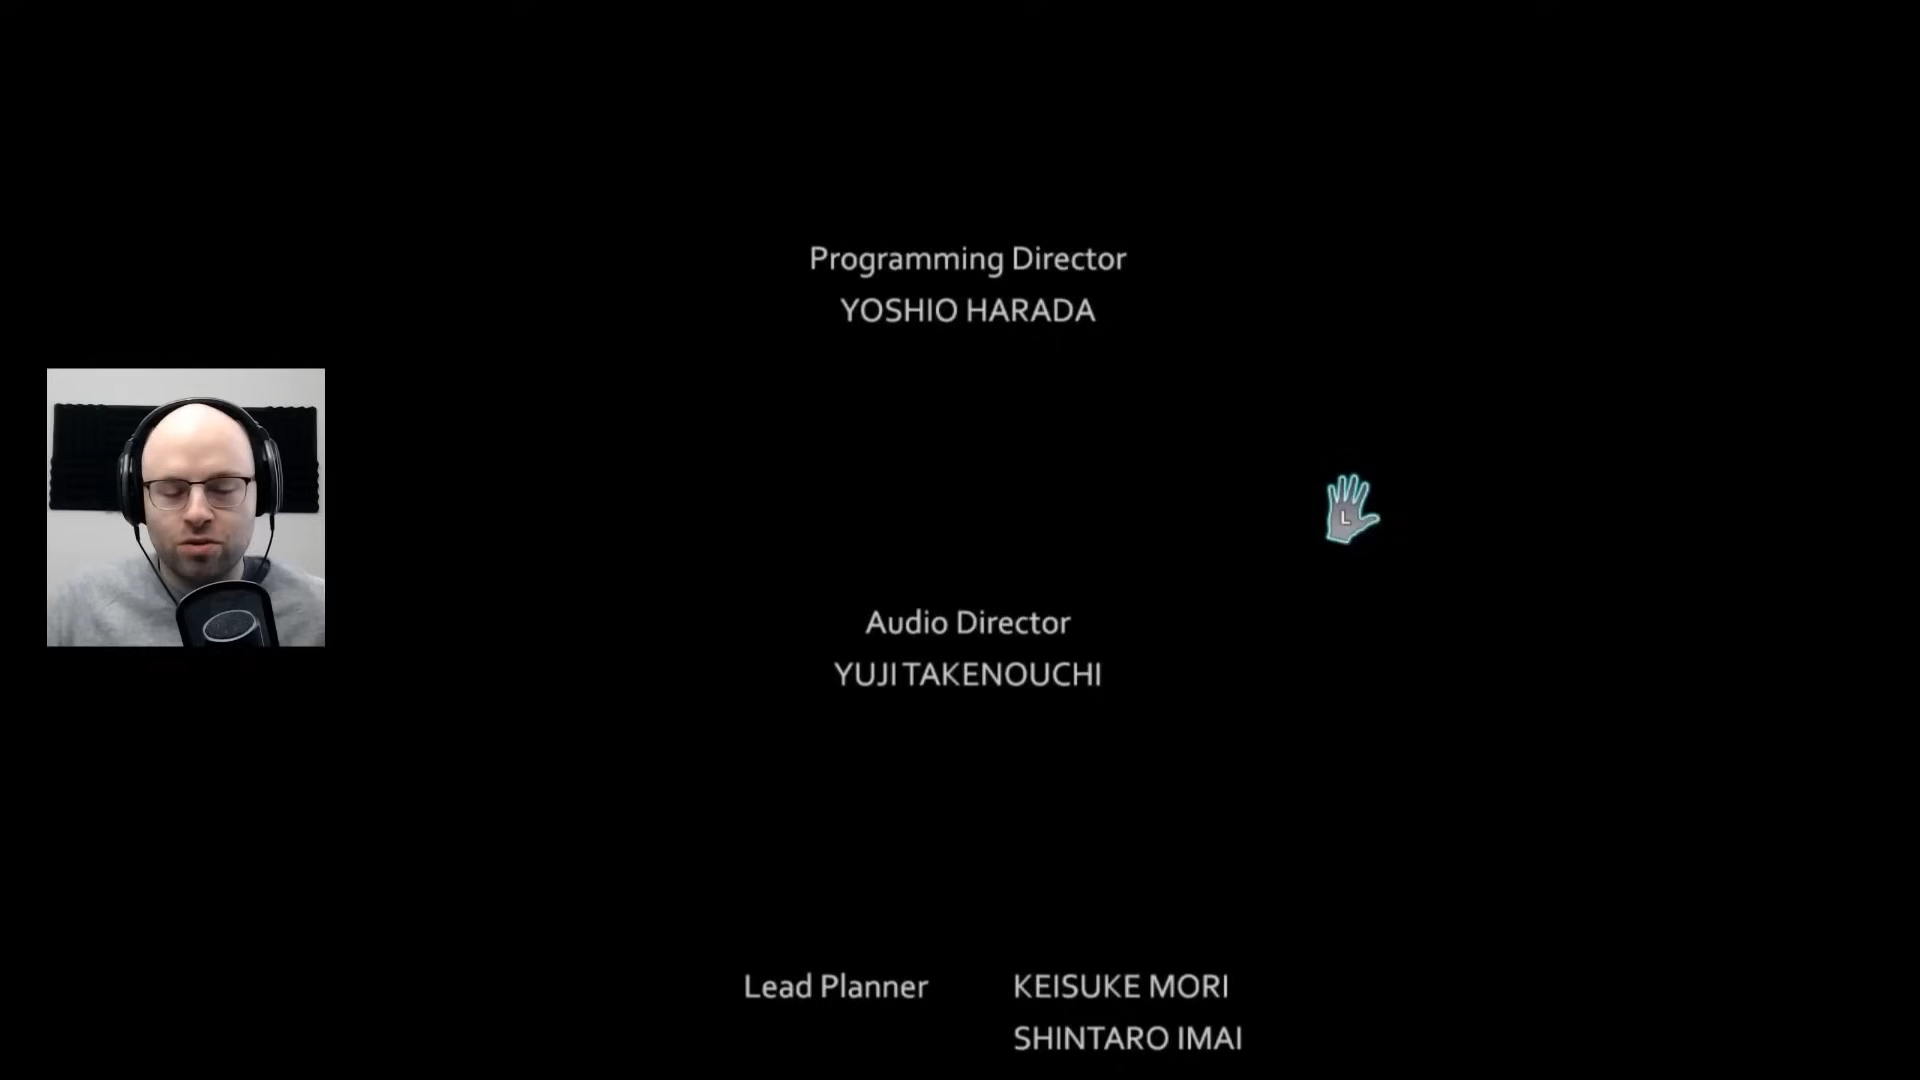 Programming Director
YOSHIO HARADA
L
Audio Director
YUJI TAKENOUCHI
Lead Planner KEISUKE MORI
SHINTARO IMAI